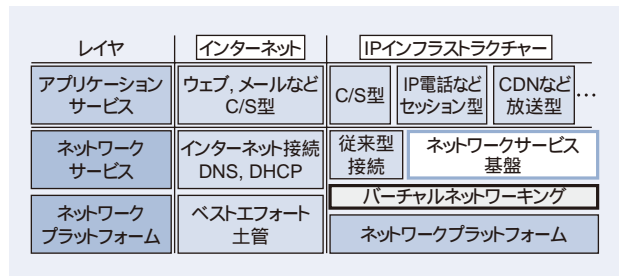 レイヤ
インターネット
IPインフラストラクチャー
アプリケーション
サービス
ウェブ, メールなど
C/S型
C/S型
IP電話など
セッション型
CDNなど
放送型
…
ネットワーク
サービス
インターネット接続
DNS, DHCP
従来型
接続
ネットワークサービス
基盤
バーチャルネットワーキング
ネットワーク
プラットフォーム
ベストエフォート
土管
ネットワークプラットフォーム